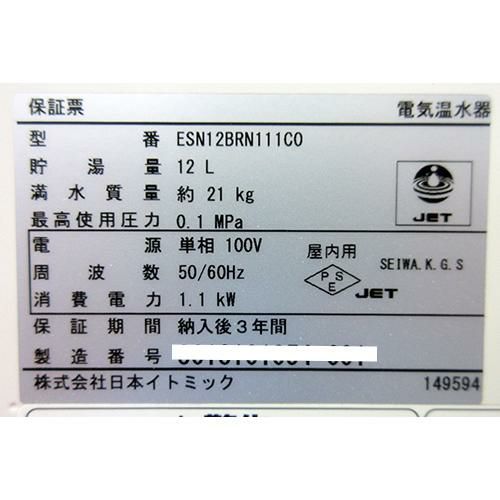 保証票 電気温水器
型番 ESN12BRN111CO
貯湯量 12 L
満水質量 約 21 kg
JET
最高使用圧力 0.1 MPa
電源 単相 100V 屋内用
周波数 50/60Hz PSE JET SEIWA.K.G.S
消費電力 1.1 kW
保証期間 納入後３年間
製造番号
株式会社日本イトミック 149594